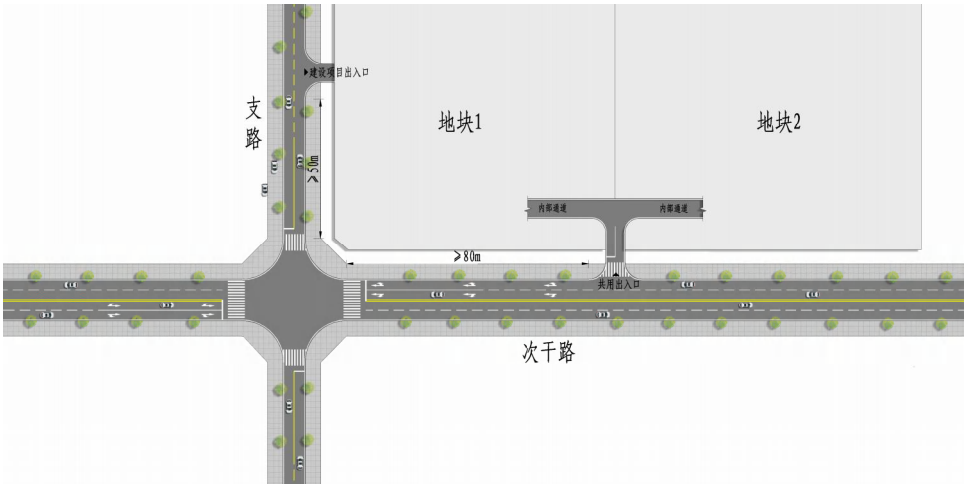 建设项目出入口
支路
地块1
地块2
≥50m
内部通道
内部通道
≥80m
共用出入口
次干路